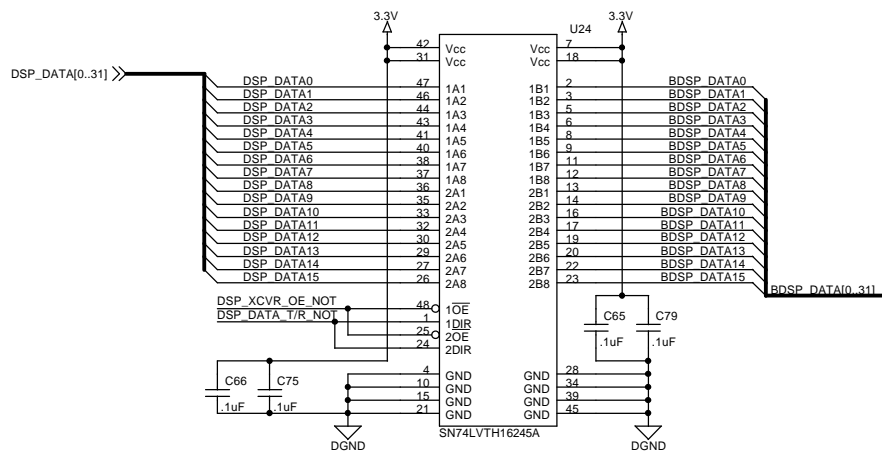 3.3V 3.3V
U24
42 Vcc Vcc 7
31 Vcc Vcc 18
DSP_DATA[0..31]
DSP_DATA0 47 1A1 1B1 2 BDSP_DATA0
DSP_DATA1 46 1A2 1B2 3 BDSP_DATA1
DSP_DATA2 44 1A3 1B3 5 BDSP_DATA2
DSP_DATA3 43 1A4 1B4 6 BDSP_DATA3
DSP_DATA4 41 1A5 1B5 8 BDSP_DATA4
DSP_DATA5 40 1A6 1B6 9 BDSP_DATA5
DSP_DATA6 38 1A7 1B7 11 BDSP_DATA6
DSP_DATA7 37 1A8 1B8 12 BDSP_DATA7
DSP_DATA8 36 2A1 2B1 13 BDSP_DATA8
DSP_DATA9 35 2A2 2B2 14 BDSP_DATA9
DSP_DATA10 33 2A3 2B3 16 BDSP_DATA10
DSP_DATA11 32 2A4 2B4 17 BDSP_DATA11
DSP_DATA12 30 2A5 2B5 19 BDSP_DATA12
DSP_DATA13 29 2A6 2B6 20 BDSP_DATA13
DSP_DATA14 27 2A7 2B7 22 BDSP_DATA14
DSP_DATA15 26 2A8 2B8 23 BDSP_DATA15
BDSP_DATA[0..31]
DSP_XCVR_OE_NOT 48 1OE
DSP_DATA_T/R_NOT 1 1DIR
25 2OE
24 2DIR
C65 C79
.1uF .1uF
4 GND GND 28
10 GND GND 34
15 GND GND 39
21 GND GND 45
C66 C75
.1uF .1uF
SN74LVTH16245A
DGND DGND